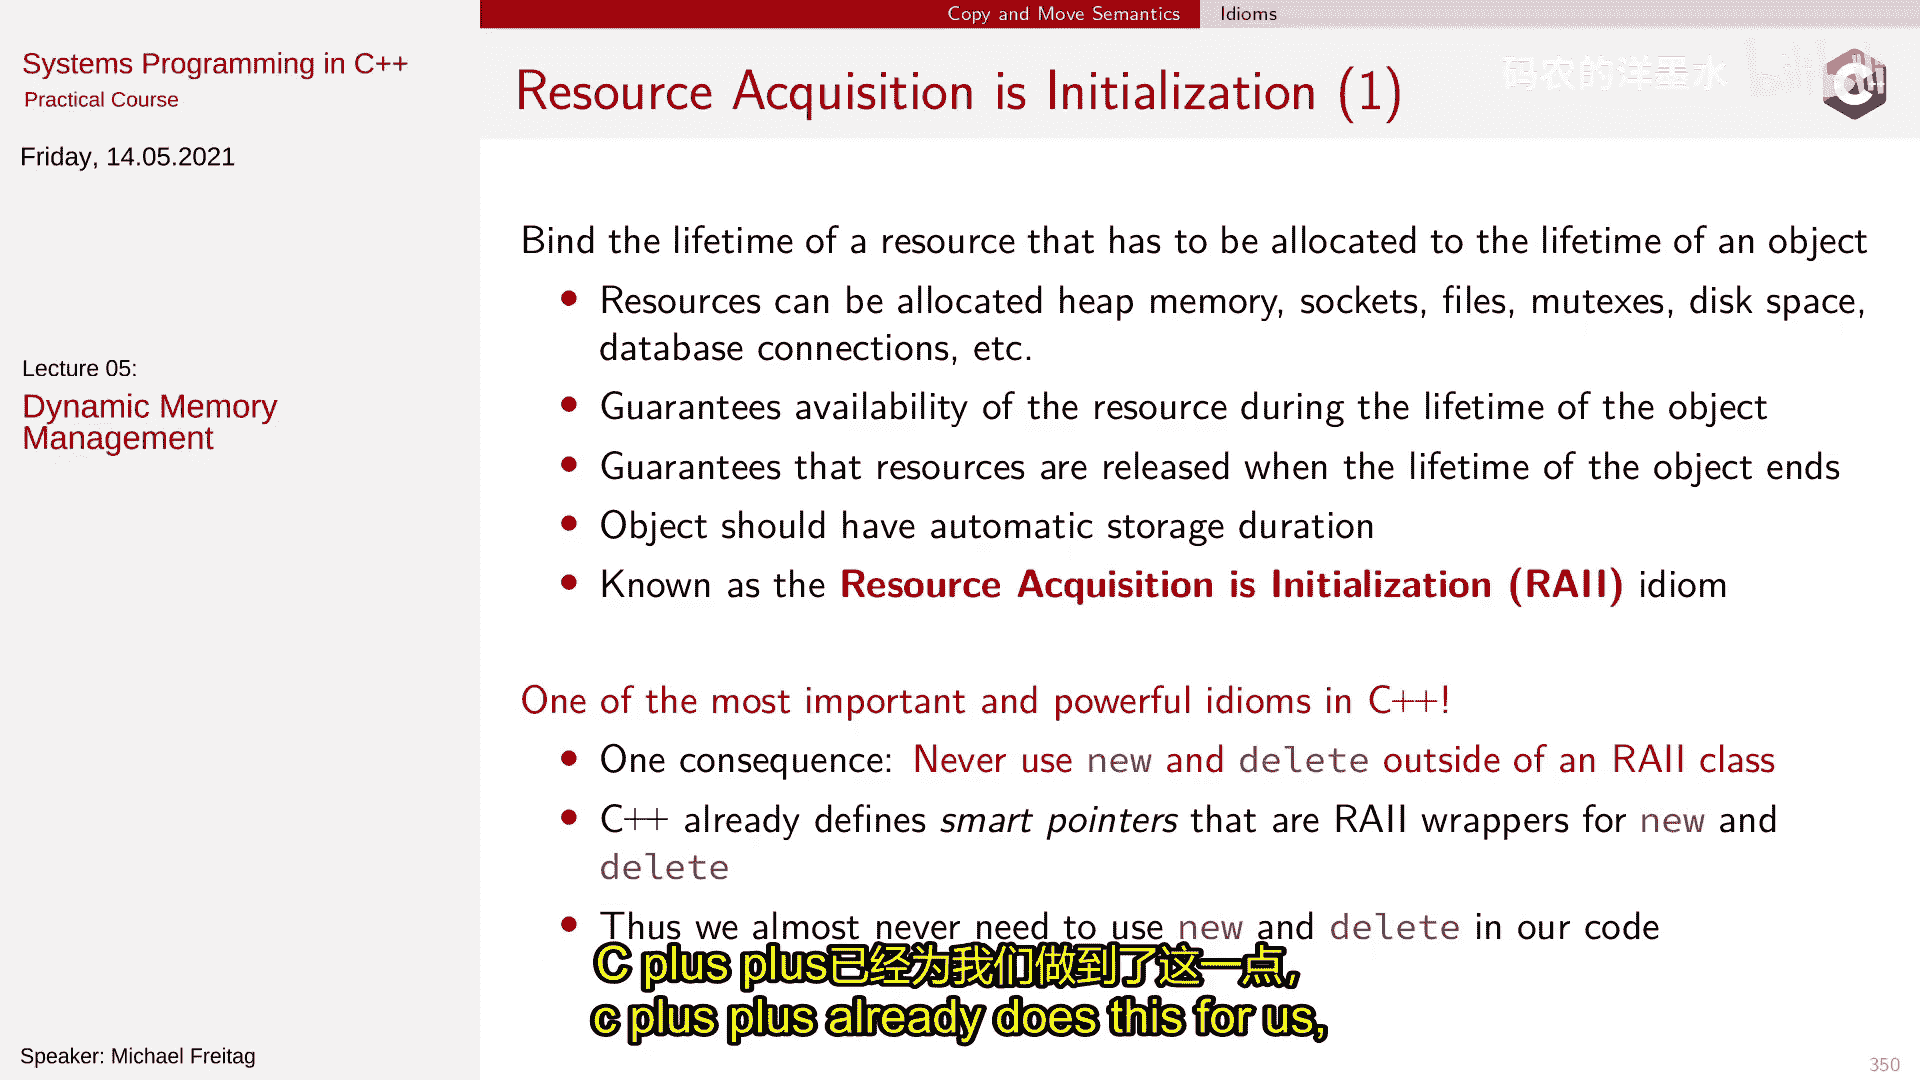 Copy and Move Semantics Idioms
Systems Programming in C++
Practical Course
Friday, 14.05.2021
Lecture 05:
Dynamic Memory
Management
Speaker: Michael Freitag
Resource Acquisition is Initialization (1)
码农的洋墨水
Bind the lifetime of a resource that has to be allocated to the lifetime of an object
• Resources can be allocated heap memory, sockets, files, mutexes, disk space,
database connections, etc.
• Guarantees availability of the resource during the lifetime of the object
• Guarantees that resources are released when the lifetime of the object ends
• Object should have automatic storage duration
• Known as the Resource Acquisition is Initialization (RAII) idiom
One of the most important and powerful idioms in C++!
• One consequence: Never use new and delete outside of an RAII class
• C++ already defines smart pointers that are RAII wrappers for new and
delete
• Thus we almost never need to use new and delete in our code
C plus plus已经为我们做到了这一点,
c plus plus already does this for us,
350